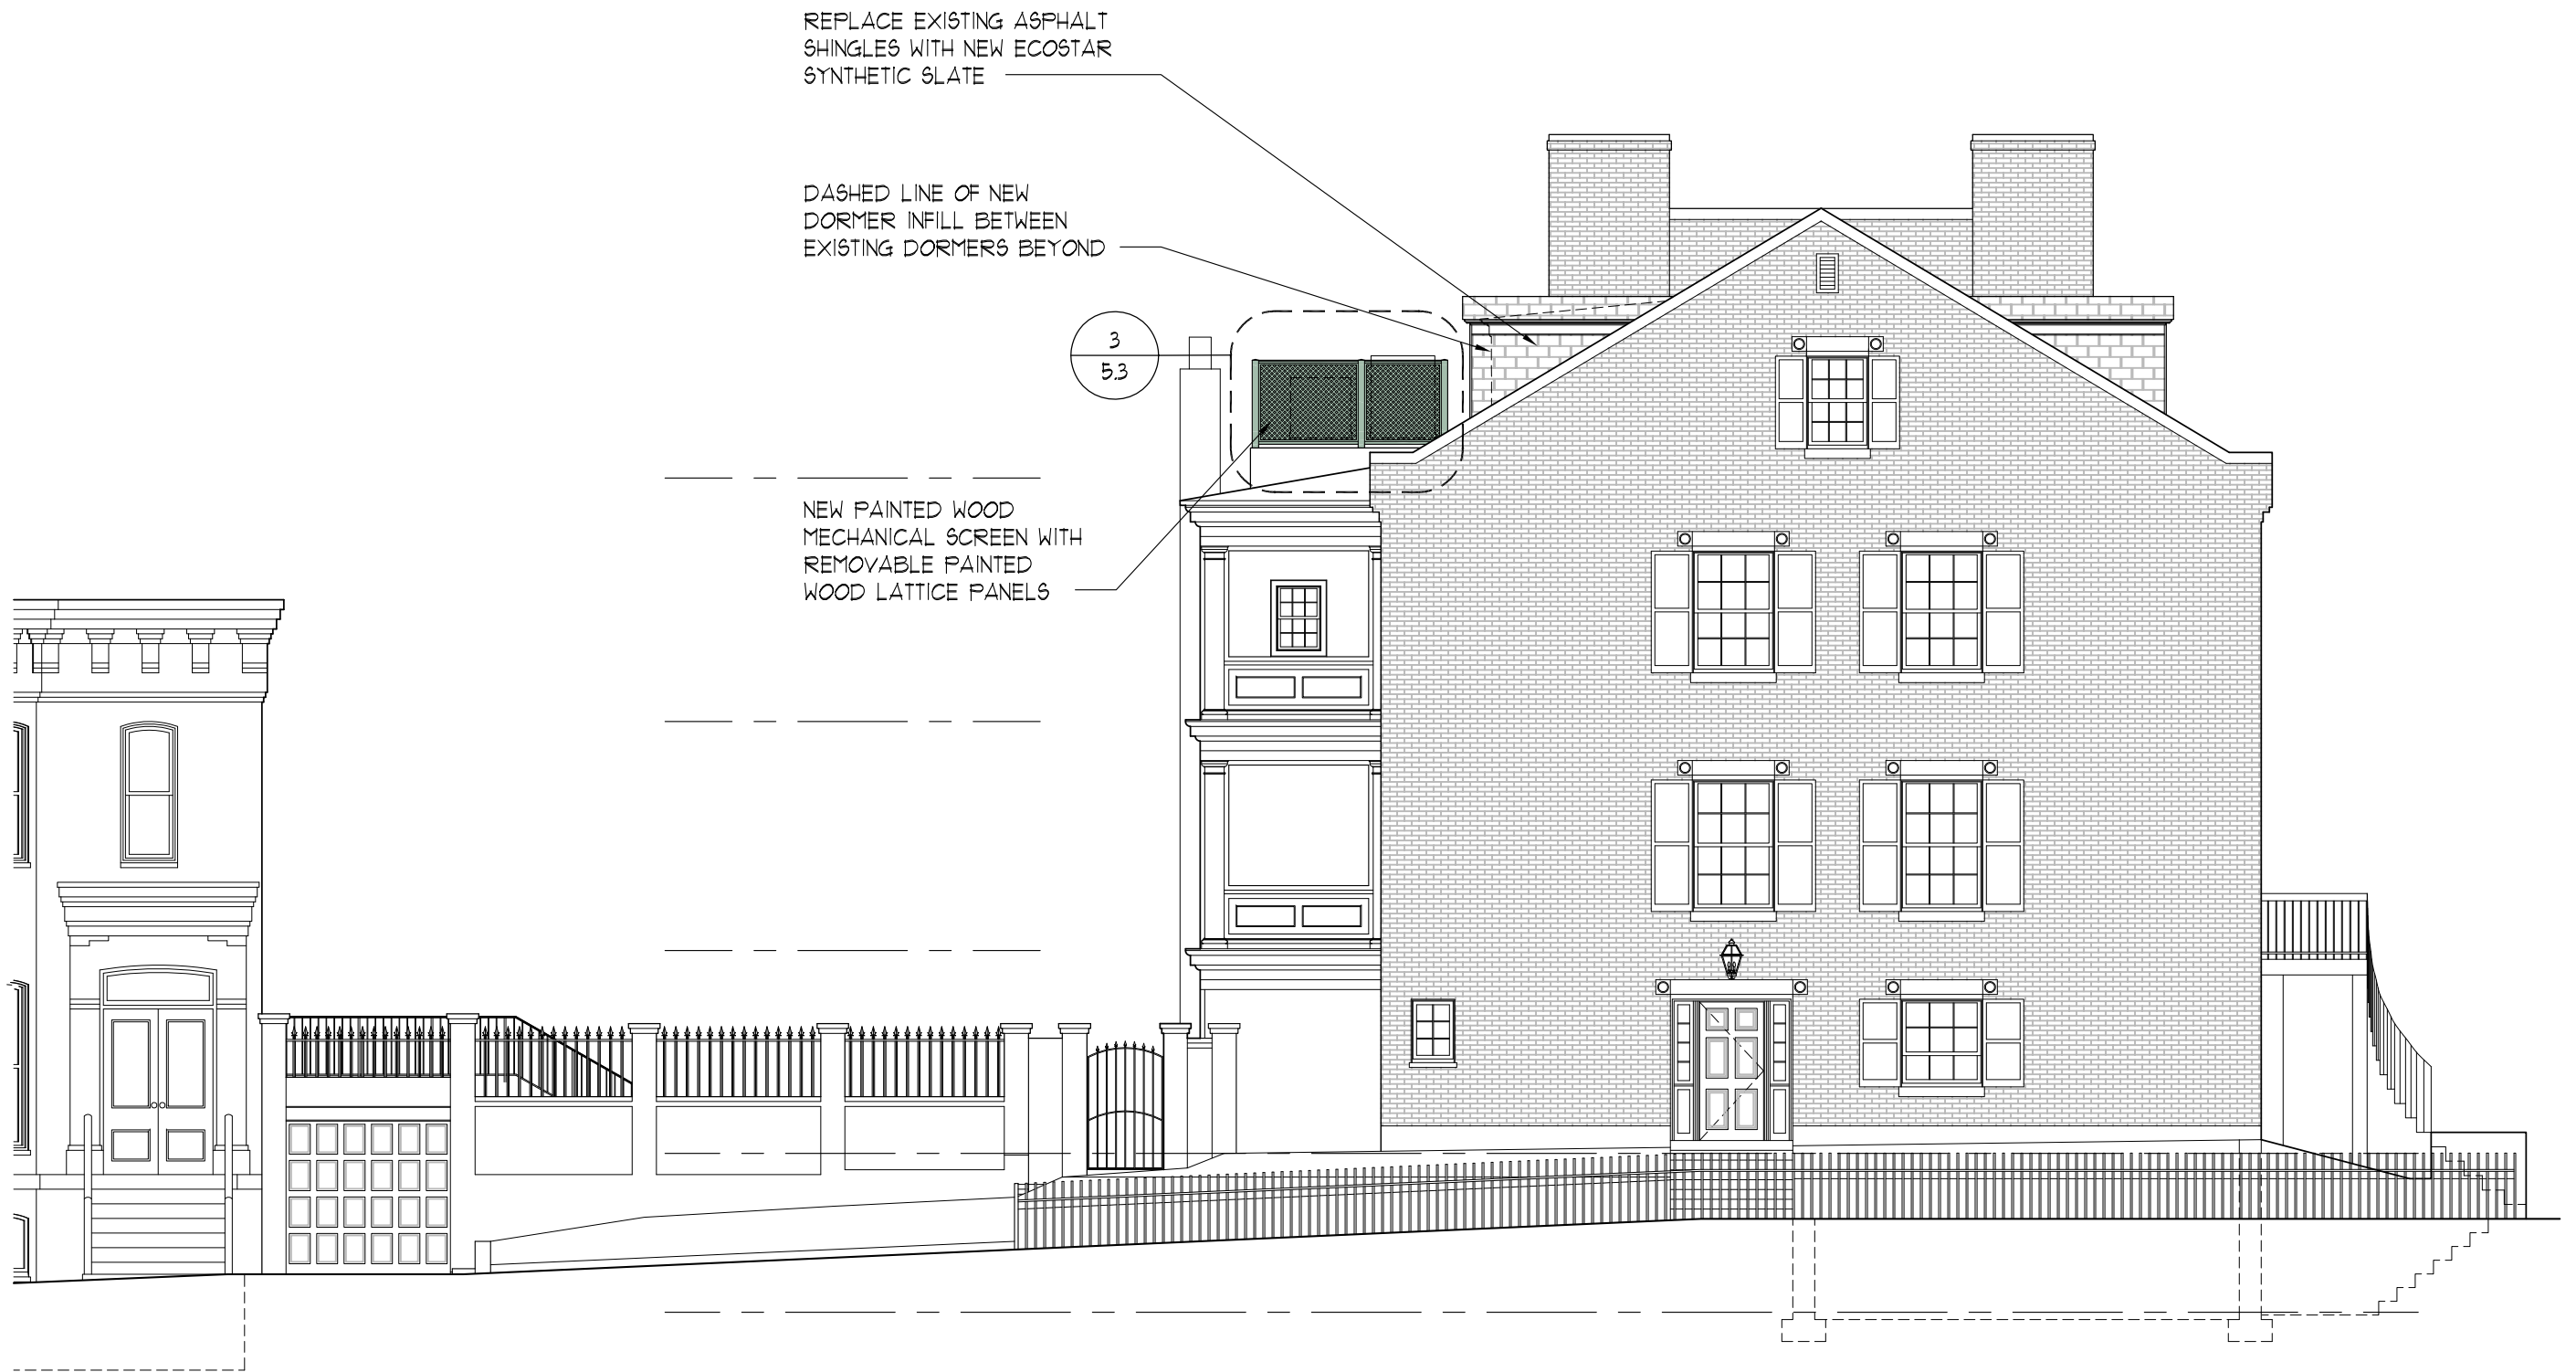 REPLACE EXISTING ASPHALT
SHINGLES WITH NEW ECOSTAR
SYNTHETIC SLATE
DASHED LINE OF NEW
DORMER INFILL BETWEEN
EXISTING DORMERS BEYOND
3
5.3
NEW PAINTED WOOD
MECHANICAL SCREEN WITH
REMOVABLE PAINTED
WOOD LATTICE PANELS